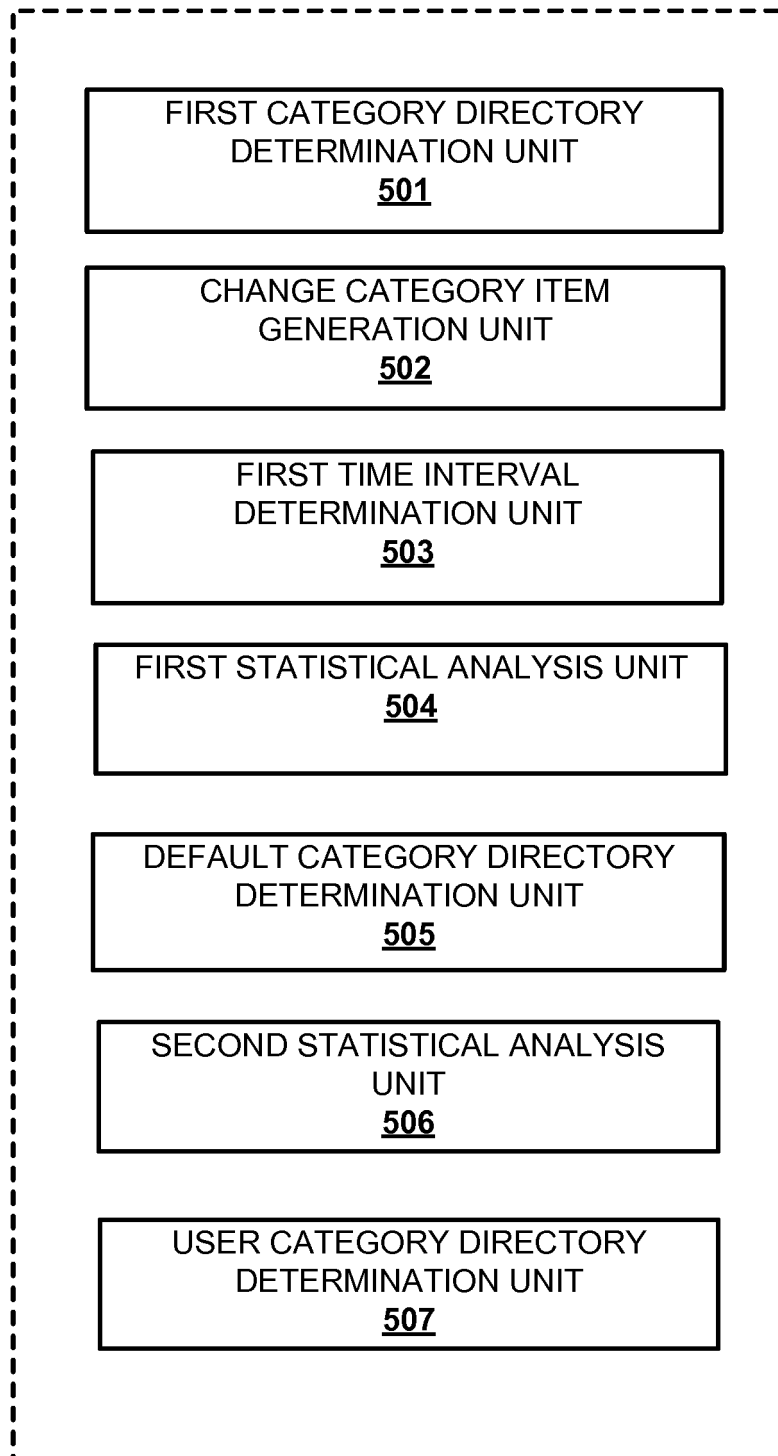 FIRST CATEGORY DIRECTORY
DETERMINATION UNIT
501
CHANGE CATEGORY ITEM
GENERATION UNIT
502
FIRST TIME INTERVAL
DETERMINATION UNIT
503
FIRST STATISTICAL ANALYSIS UNIT
504
DEFAULT CATEGORY DIRECTORY
DETERMINATION UNIT
505
SECOND STATISTICAL ANALYSIS
UNIT
506
USER CATEGORY DIRECTORY
DETERMINATION UNIT
507